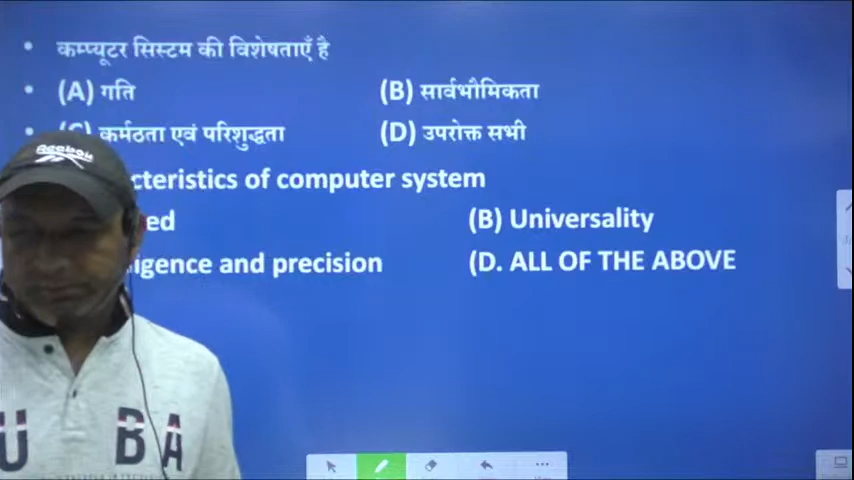 • कम्प्यूटर सिस्टम की विशेषताएँ है
• (A) गति (B) सार्वभौमिकता
• (C) कर्मठता एवं परिशुद्धता (D) उपरोक्त सभी
cteristics of computer system
ed (B) Universality
igence and precision (D. ALL OF THE ABOVE
Reebok
U B A